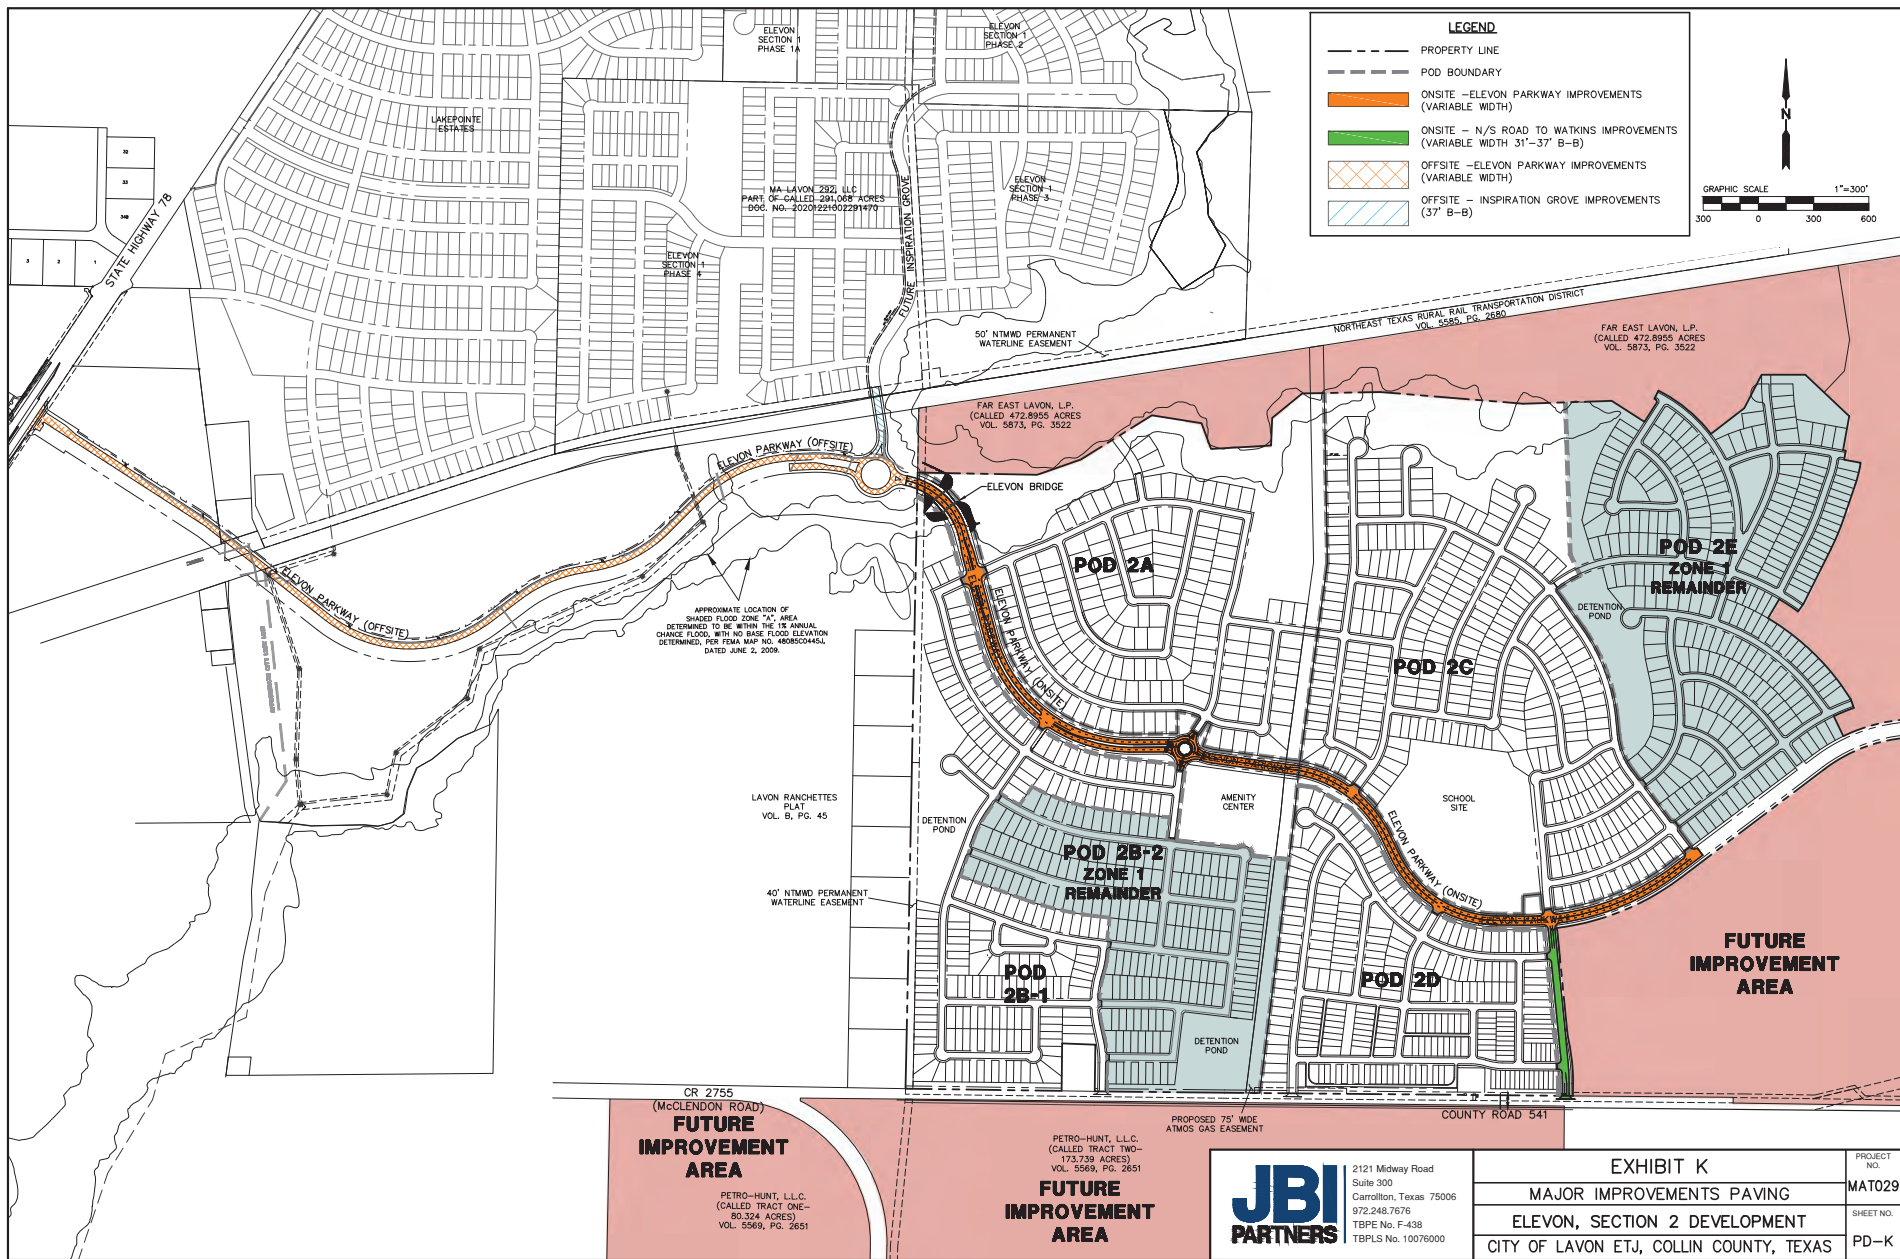 LEGEND
PROPERTY LINE
POD BOUNDARY
ONSITE -ELEVON PARKWAY IMPROVEMENTS
(VARIABLE WIDTH)
ONSITE - N/S ROAD TO WATKINS IMPROVEMENTS
(VARIABLE WIDTH 31'-37' B-B)
OFFSITE -ELEVON PARKWAY IMPROVEMENTS
(VARIABLE WIDTH)
OFFSITE - INSPIRATION GROVE IMPROVEMENTS
(37' B-B)
N
GRAPHIC SCALE 1"=300'
300 0 300 600
ELEVON
SECTION 1
PHASE 1A
ELEVON
SECTION 1
PHASE 2
LAKEPOINTE
ESTATES
32
33
34R
3 2 1
STATE HIGHWAY 78
MA LAVON 292, LLC
PART OF CALLED 291.068 ACRES
DOC. NO. 20201221002291470
ELEVON
SECTION 1
PHASE 3
ELEVON
SECTION 1
PHASE 4
FUTURE INSPIRATION GROVE
50' NTMWD PERMANENT
WATERLINE EASEMENT
NORTHEAST TEXAS RURAL RAIL TRANSPORTATION DISTRICT
VOL. 5585, PG. 2680
FAR EAST LAVON, L.P.
(CALLED 472.8955 ACRES
VOL. 5873, PG. 3522
FAR EAST LAVON, L.P.
(CALLED 472.8955 ACRES
VOL. 5873, PG. 3522
ELEVON PARKWAY (OFFSITE)
ELEVON BRIDGE
ELEVON PARKWAY (OFFSITE)
APPROXIMATE LOCATION OF
SHADED FLOOD ZONE "A", AREA
DETERMINED TO BE WITHIN THE 1% ANNUAL
CHANCE FLOOD, WITH NO BASE FLOOD ELEVATION
DETERMINED, PER FEMA MAP NO. 48085C0445J,
DATED JUNE 2, 2009.
POD 2A
ELEVON PARKWAY (ONSITE)
POD 2C
POD 2E
ZONE 1
REMAINDER
DETENTION
POND
LAVON RANCHETTES
PLAT
VOL. B, PG. 45
DETENTION
POND
AMENITY
CENTER
SCHOOL
SITE
ELEVON PARKWAY (ONSITE)
POD 2B-2
ZONE 1
REMAINDER
40' NTMWD PERMANENT
WATERLINE EASEMENT
POD
2B-1
POD 2D
DETENTION
POND
FUTURE
IMPROVEMENT
AREA
CR 2755
(McCLENDON ROAD)
FUTURE
IMPROVEMENT
AREA
PETRO-HUNT, L.L.C.
(CALLED TRACT ONE-
80.324 ACRES)
VOL. 5569, PG. 2651
PROPOSED 75' WIDE
ATMOS GAS EASEMENT
COUNTY ROAD 541
PETRO-HUNT, L.L.C.
(CALLED TRACT TWO-
173.739 ACRES)
VOL. 5569, PG. 2651
FUTURE
IMPROVEMENT
AREA
JBI
PARTNERS
2121 Midway Road
Suite 300
Carrollton, Texas 75006
972.248.7676
TBPE No. F-438
TBPLS No. 10076000
EXHIBIT K
MAJOR IMPROVEMENTS PAVING
ELEVON, SECTION 2 DEVELOPMENT
CITY OF LAVON ETJ, COLLIN COUNTY, TEXAS
PROJECT
NO.
MAT029
SHEET NO.
PD-K